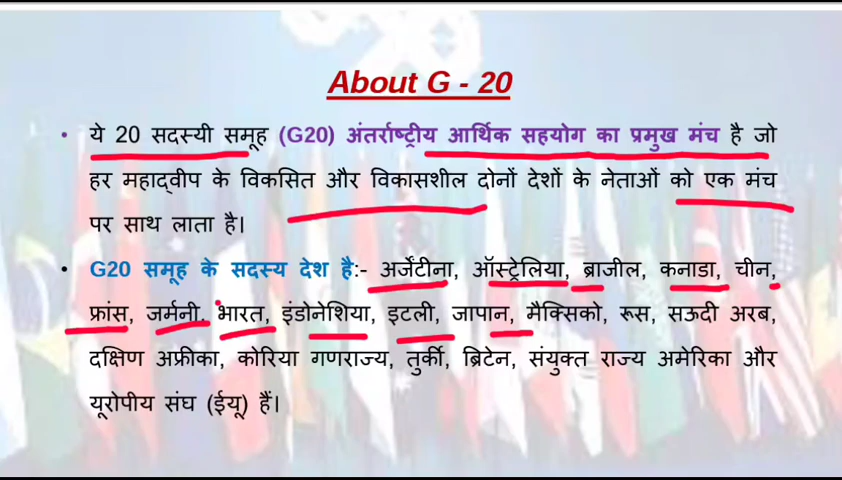 About G - 20
• ये 20 सदस्यी समूह (G20) अंतर्राष्ट्रीय आर्थिक सहयोग का प्रमुख मंच है जो
हर महाद्वीप के विकसित और विकासशील दोनों देशों के नेताओं को एक मंच
पर साथ लाता है।
• G20 समूह के सदस्य देश है:- अर्जेंटीना, ऑस्ट्रेलिया, ब्राजील, कनाडा, चीन,
फ्रांस, जर्मनी, भारत, इंडोनेशिया, इटली, जापान, मैक्सिको, रूस, सऊदी अरब,
दक्षिण अफ्रीका, कोरिया गणराज्य, तुर्की, ब्रिटेन, संयुक्त राज्य अमेरिका और
यूरोपीय संघ (ईयू) हैं।